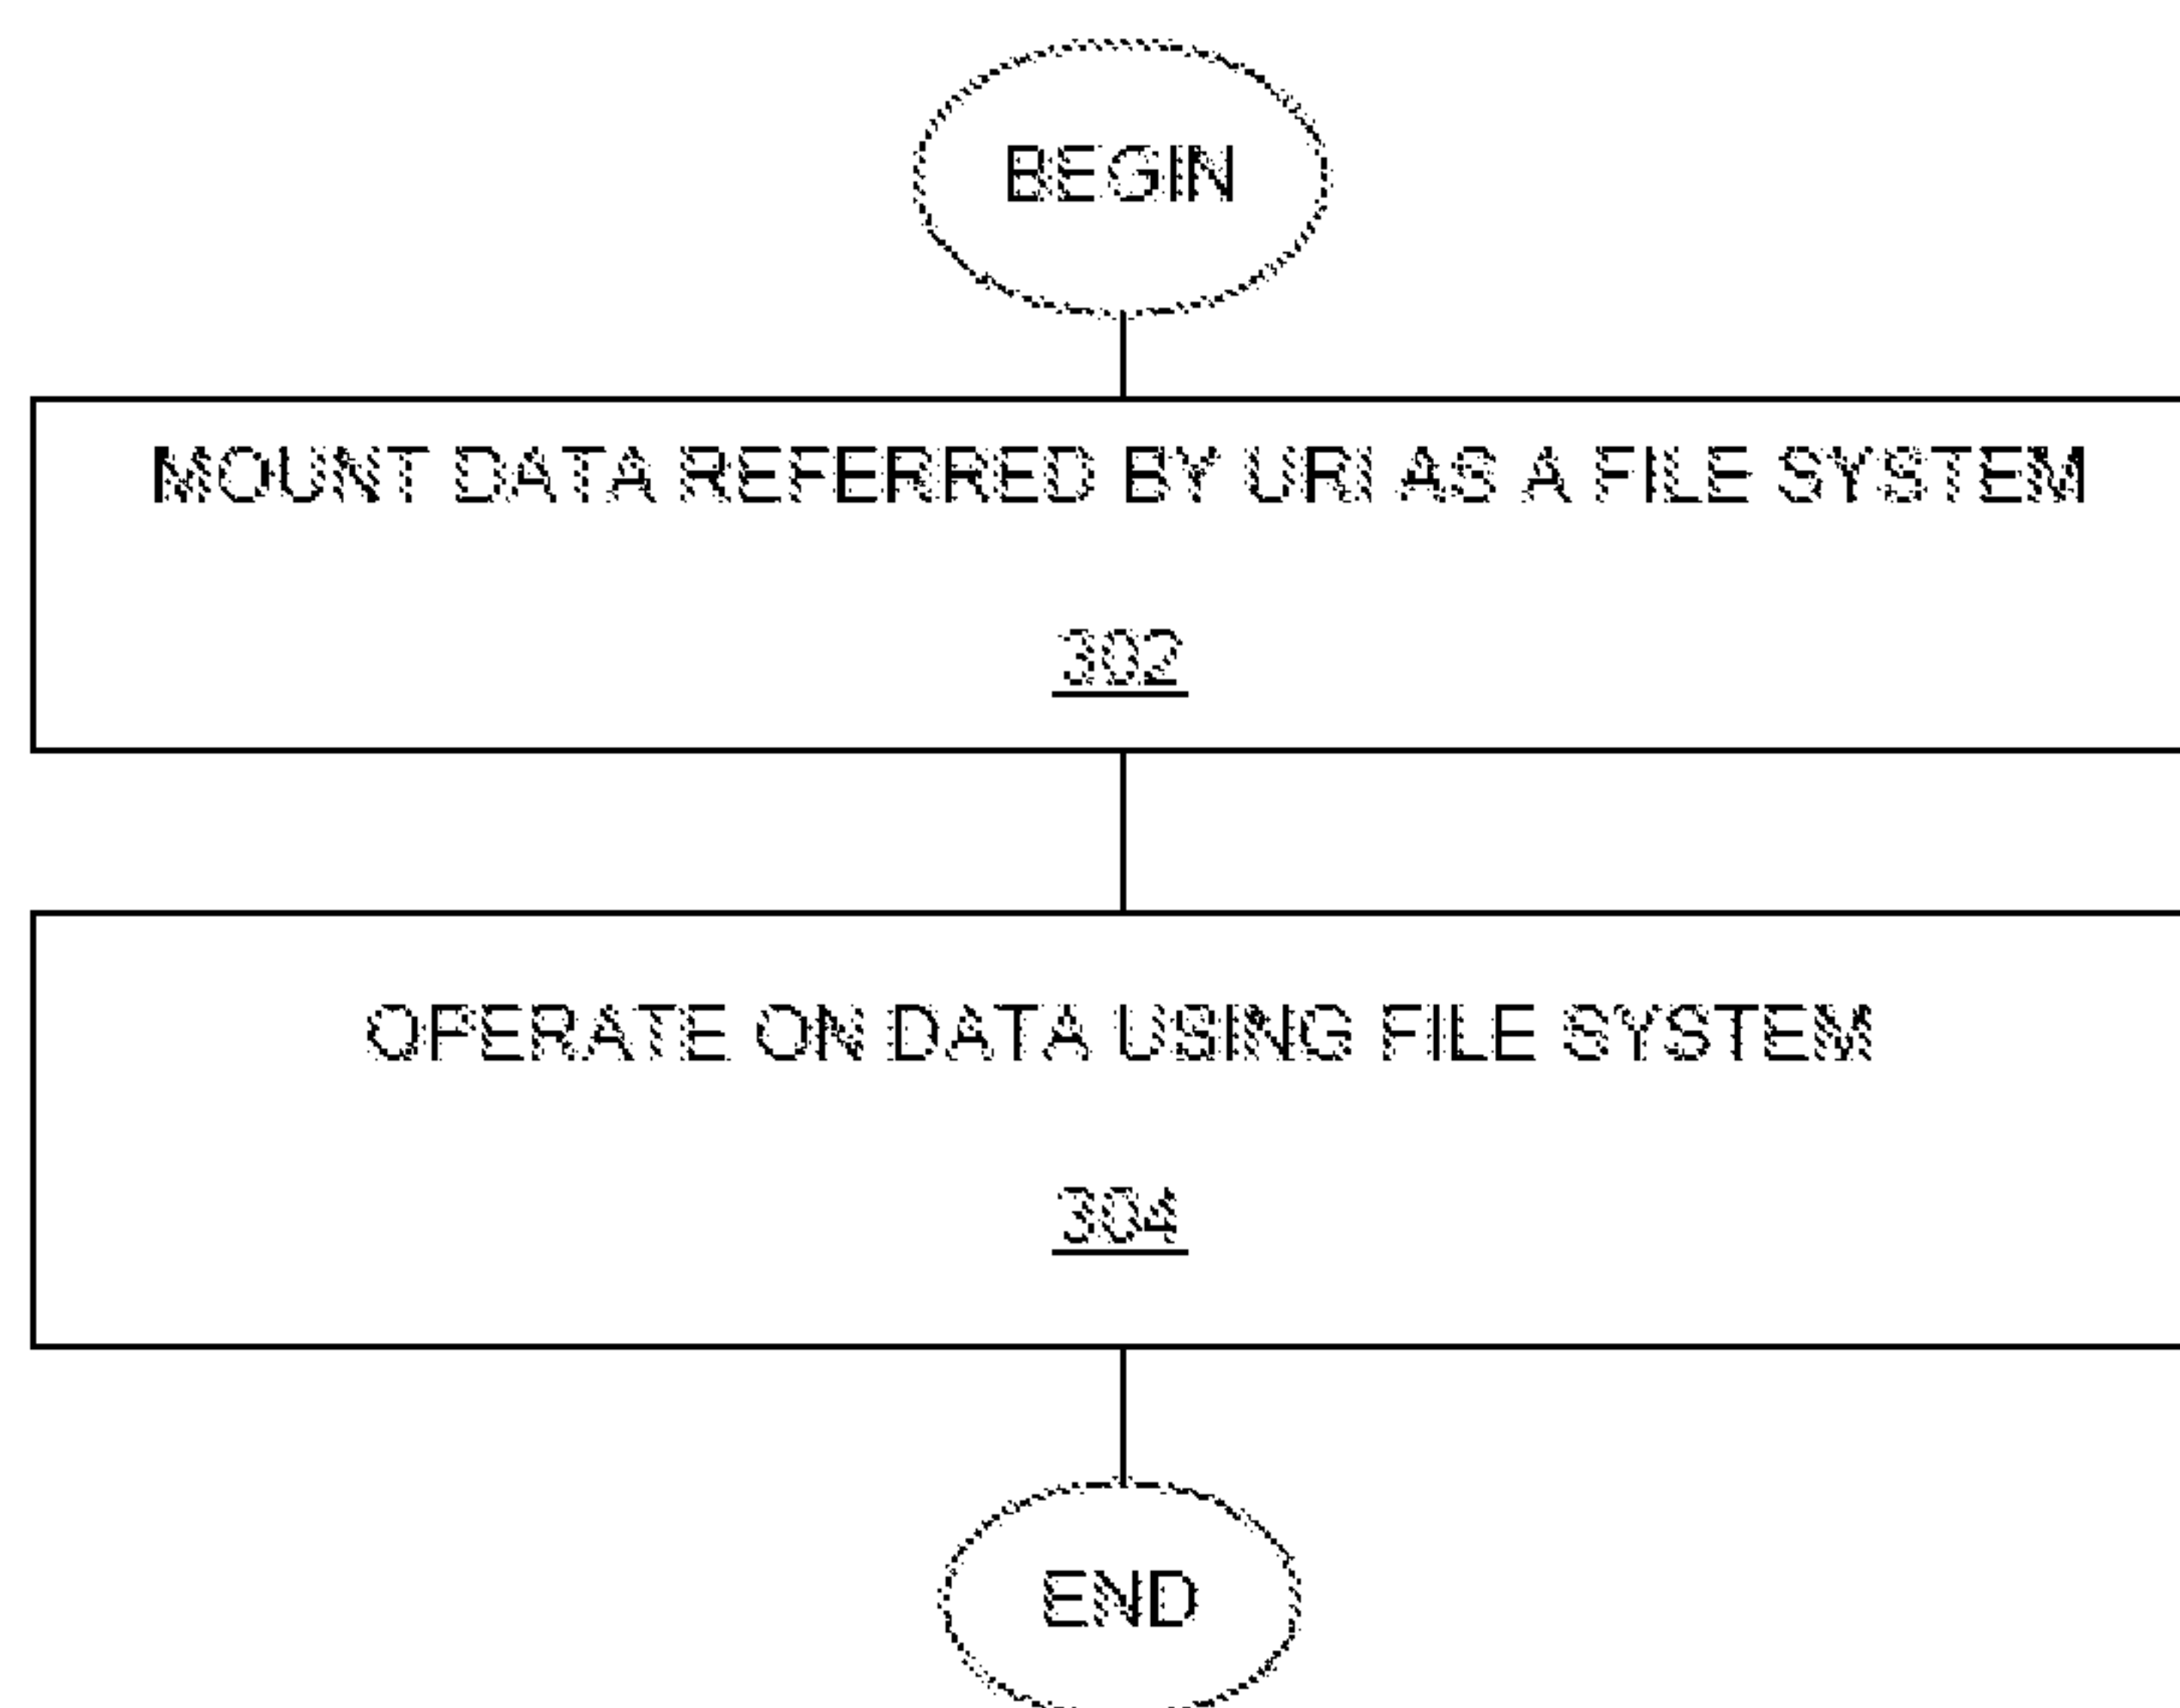 BEGIN
MOUNT DATA REFERRED BY URI AS A FILE SYSTEM
302
OPERATE ON DATA USING FILE SYSTEM
304
END